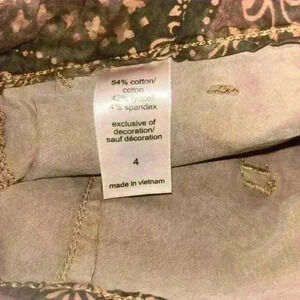 54% cotton/
coton
42% lyocell
4% spandex
exclusive of
decoration/
sauf décoration
4
made in vietnam